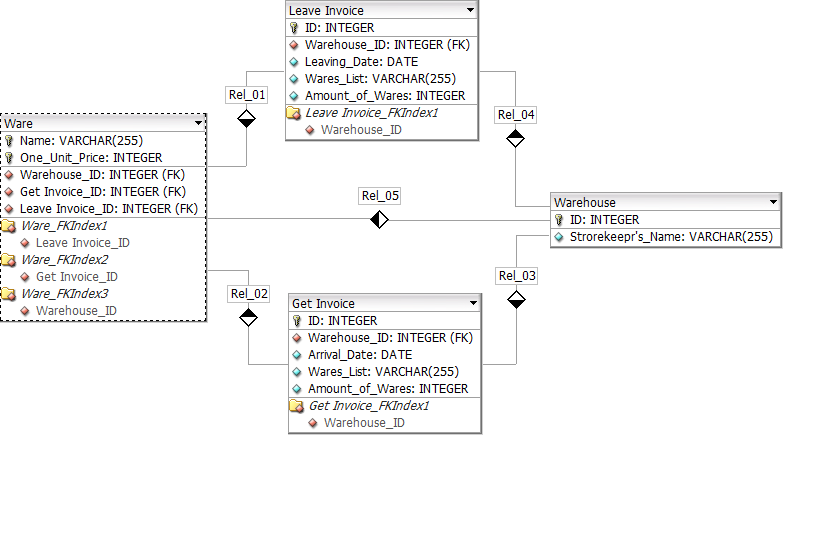 Leave Invoice
ID: INTEGER
Warehouse_ID: INTEGER (FK)
Leaving_Date: DATE
Wares_List: VARCHAR(255)
Amount_of_Wares: INTEGER
Leave Invoice_FKIndex1
Warehouse_ID
Rel_01
Rel_04
Ware
Name: VARCHAR(255)
One_Unit_Price: INTEGER
Warehouse_ID: INTEGER (FK)
Get Invoice_ID: INTEGER (FK)
Leave Invoice_ID: INTEGER (FK)
Ware_FKIndex1
Leave Invoice_ID
Ware_FKIndex2
Get Invoice_ID
Ware_FKIndex3
Warehouse_ID
Rel_05
Warehouse
ID: INTEGER
Strorekeepr's_Name: VARCHAR(255)
Rel_03
Rel_02
Get Invoice
ID: INTEGER
Warehouse_ID: INTEGER (FK)
Arrival_Date: DATE
Wares_List: VARCHAR(255)
Amount_of_Wares: INTEGER
Get Invoice_FKIndex1
Warehouse_ID